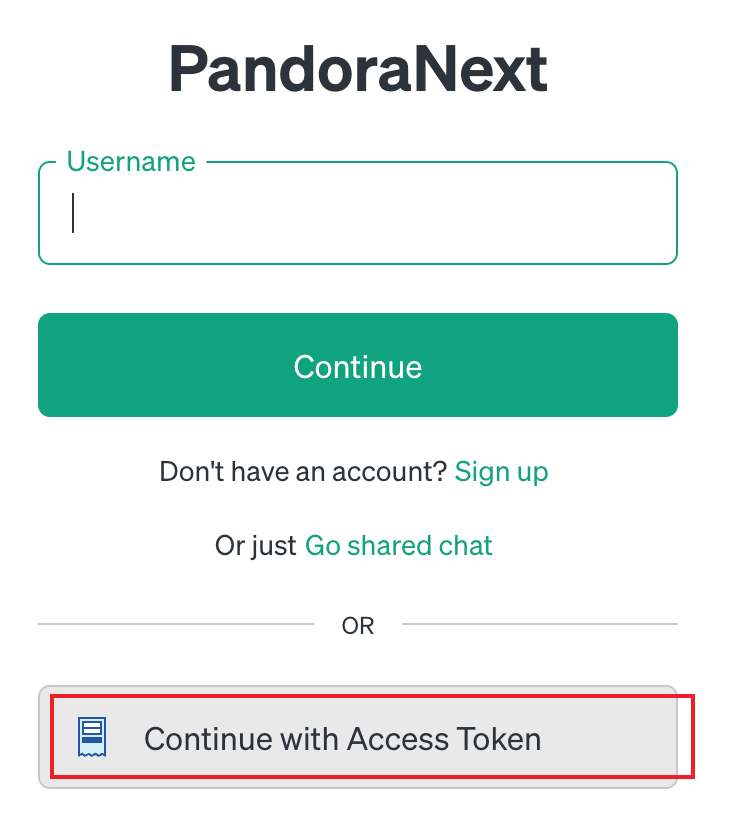 PandoraNext
Username
Continue
Don't have an account? Sign up
Or just Go shared chat
OR
Continue with Access Token